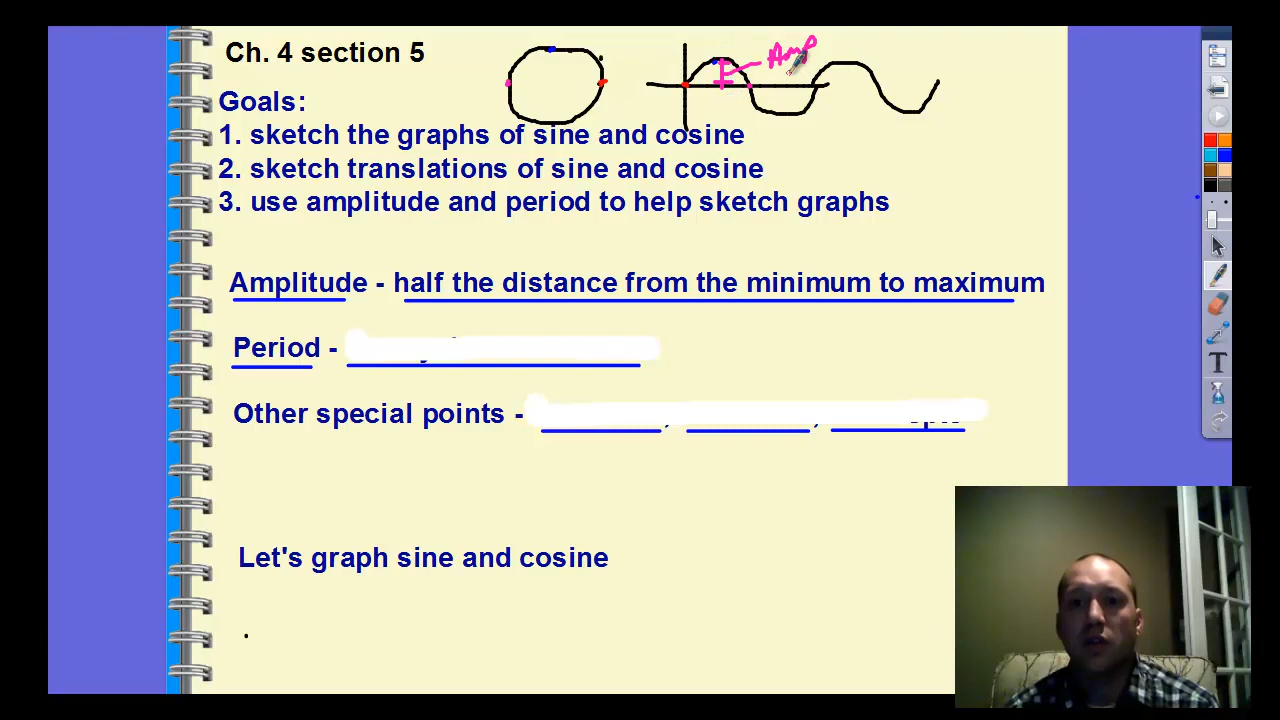 Ch. 4 section 5
Amp
Goals:
1. sketch the graphs of sine and cosine
2. sketch translations of sine and cosine
3. use amplitude and period to help sketch graphs
Amplitude - half the distance from the minimum to maximum
Period -
Other special points -
Let's graph sine and cosine
T